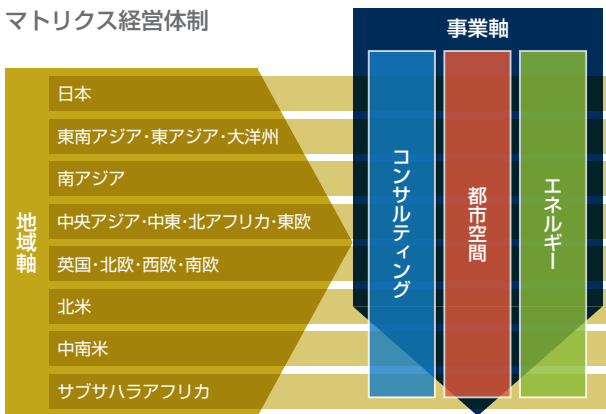 マトリクス経営体制
事業軸
地域軸
日本
東南アジア・東アジア・大洋州
南アジア
中央アジア・中東・北アフリカ・東欧
英国・北欧・西欧・南欧
北米
中南米
サブサハラアフリカ
コンサルティング
都市空間
エネルギー